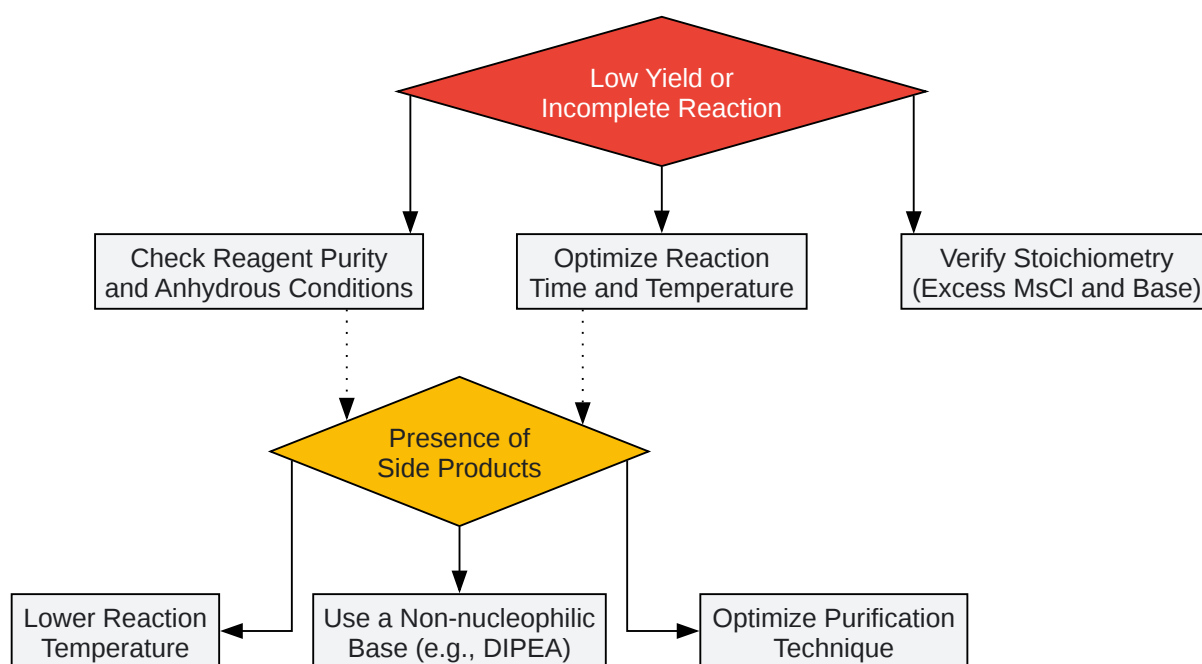 Low Yield or
Incomplete Reaction
Check Reagent Purity
and Anhydrous Conditions
Optimize Reaction
Time and Temperature
Verify Stoichiometry
(Excess MsCl and Base)
Presence of
Side Products
Lower Reaction
Temperature
Use a Non-nucleophilic
Base (e.g., DIPEA)
Optimize Purification
Technique